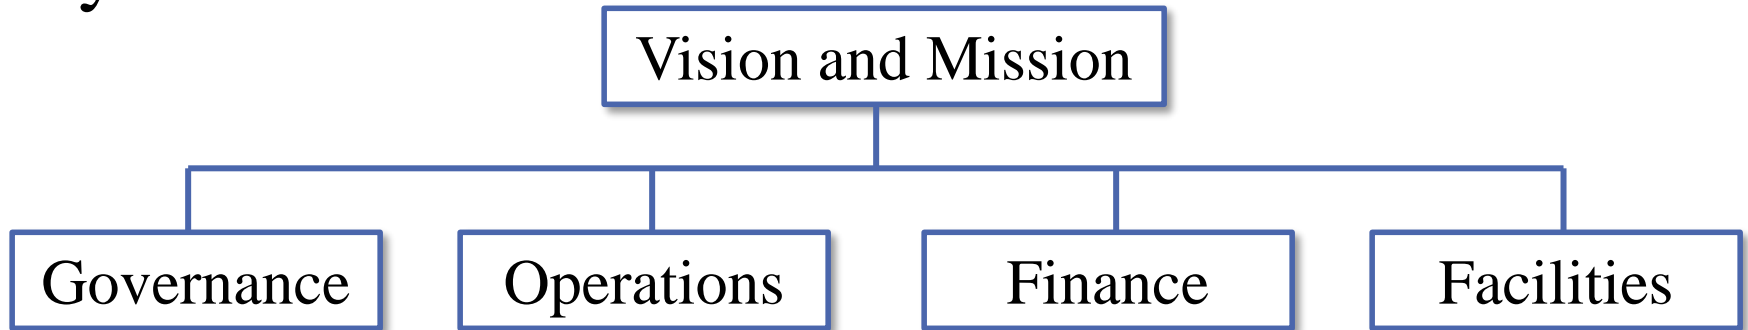 Vision and Mission
Governance
Operations
Finance
Facilities